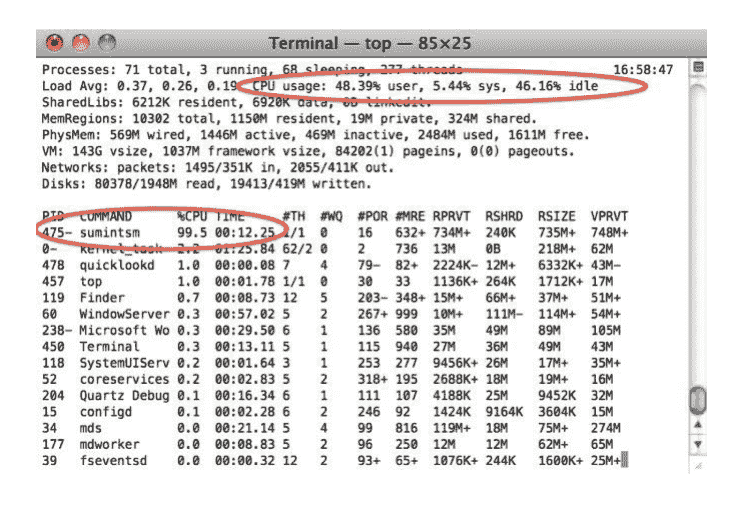 Terminal — top — 85×25
Processes: 71 total, 3 running, 68 sleeping, 277 threads 16:58:47
Load Avg: 0.37, 0.26, 0.19 CPU usage: 48.39% user, 5.44% sys, 46.16% idle
SharedLibs: 6212K resident, 6920K data, 0B linkedit.
MemRegions: 10302 total, 1150M resident, 19M private, 324M shared.
PhysMem: 569M wired, 1446M active, 469M inactive, 2484M used, 1611M free.
VM: 143G vsize, 1037M framework vsize, 84202(1) pageins, 0(0) pageouts.
Networks: packets: 1495/351K in, 2055/411K out.
Disks: 80378/1948M read, 19413/419M written.
PID COMMAND %CPU TIME #TH #WQ #POR #MRE RPRVT RSHRD RSIZE VPRVT
475- sumintsm 99.5 00:12.25 1/1 0 16 632+ 734M+ 240K 735M+ 748M+
0- kernel_task 2.2 01:25.84 62/2 0 2 736 13M 0B 218M+ 62M
478 quicklookd 1.0 00:00.08 7 4 79- 82+ 2224K- 12M+ 6332K+ 43M-
457 top 1.0 00:01.78 1/1 0 30 33 1136K+ 264K 1712K+ 17M
119 Finder 0.7 00:08.73 12 5 203- 348+ 15M+ 66M+ 37M+ 51M+
60 WindowServer 0.3 00:57.02 5 2 267+ 999 10M+ 111M- 114M+ 54M+
238- Microsoft Wo 0.3 00:29.50 6 1 136 580 35M 49M 89M 105M
450 Terminal 0.3 00:13.11 5 1 115 940 27M 36M 49M 43M
118 SystemUIServ 0.2 00:01.64 3 1 253 277 9456K+ 26M 17M+ 35M+
52 coreservices 0.2 00:02.83 5 2 318+ 195 2688K+ 18M 19M+ 16M
204 Quartz Debug 0.1 00:16.34 6 1 111 107 4188K 25M 9452K 32M
15 configd 0.1 00:02.28 6 2 246 92 1424K 9164K 3604K 15M
34 mds 0.0 00:21.14 5 4 99 816 119M+ 18M 75M+ 274M
177 mdworker 0.0 00:08.83 5 2 96 250 12M 12M 62M+ 65M
39 fseventsd 0.0 00:00.32 12 2 93+ 65+ 1076K+ 244K 1600K+ 25M+